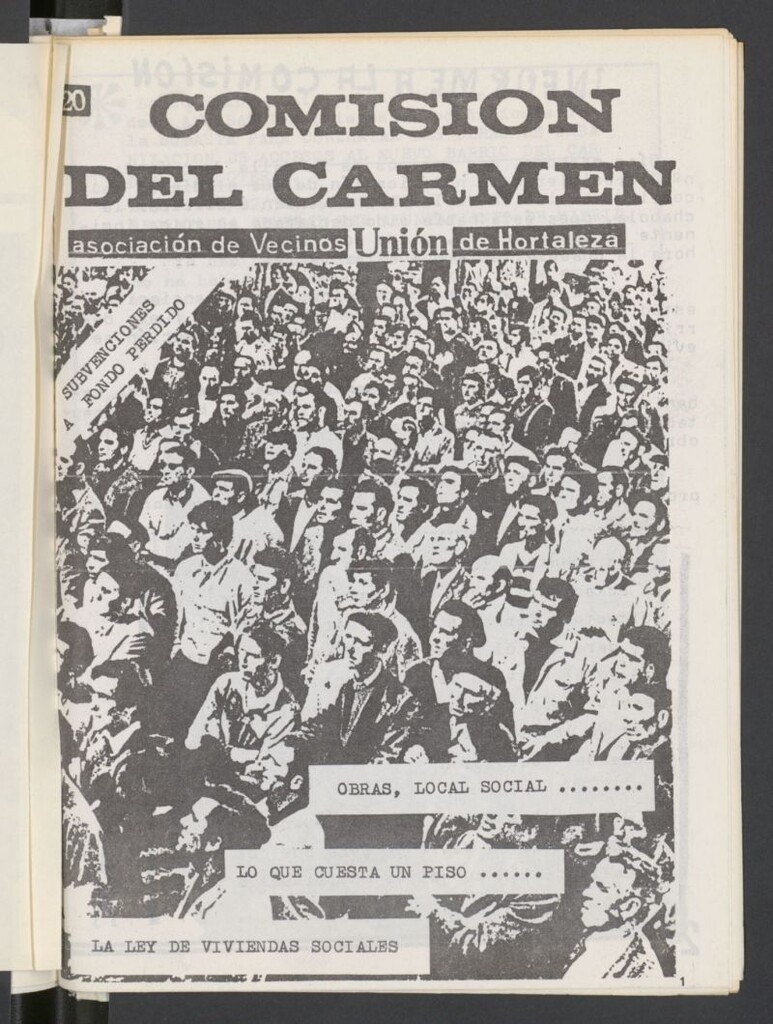 20
COMISION
DEL CARMEN
asociación de Vecinos Unión de Hortaleza
SUBVENCIONES
A FONDO PERDIDO
OBRAS, LOCAL SOCIAL ........
LO QUE CUESTA UN PISO ......
LA LEY DE VIVIENDAS SOCIALES
1